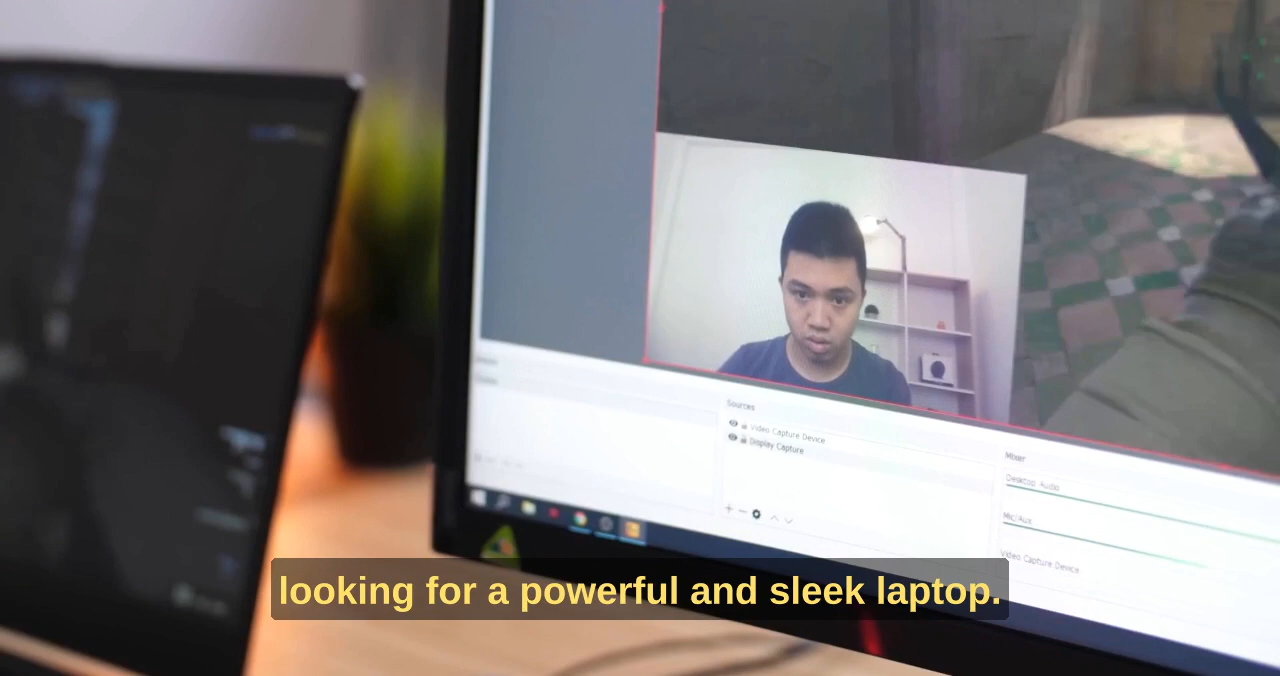 Sources
Video Capture Device
Display Capture
Mixer
Desktop Audio
Mic/Aux
Video Capture Device
looking for a powerful and sleek laptop.